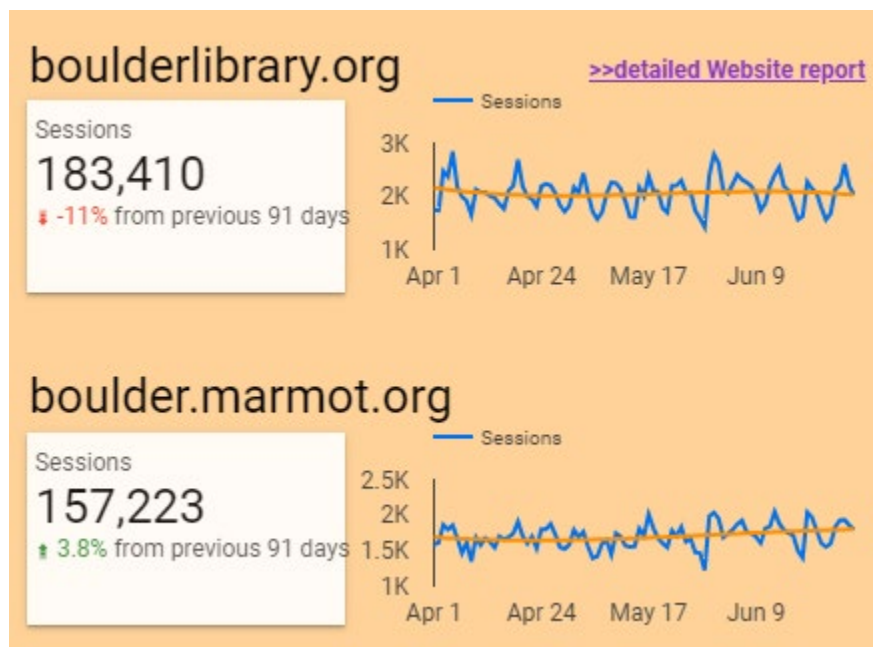 boulderlibrary.org
>>detailed Website report
Sessions
183,410
-11% from previous 91 days
Sessions
3K
2K
1K
Apr 1 Apr 24 May 17 Jun 9
boulder.marmot.org
Sessions
157,223
3.8% from previous 91 days
Sessions
2.5K
2K
1.5K
1K
Apr 1 Apr 24 May 17 Jun 9